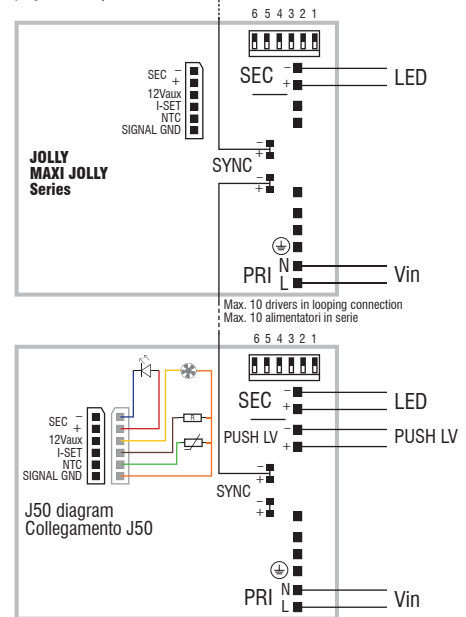 6 5 4 3 2 1
SEC –
+
12Vaux
I-SET
NTC
SIGNAL GND
SEC
–
+
LED
JOLLY
MAXI JOLLY
Series
–
+
SYNC
–
+
PRI
N
L
Vin
Max. 10 drivers in looping connection
Max. 10 alimentatori in serie
6 5 4 3 2 1
SEC
–
+
LED
PUSH LV
–
+
PUSH LV
SEC –
+
12Vaux
I-SET
NTC
SIGNAL GND
R
–
+
SYNC
–
+
J50 diagram
Collegamento J50
PRI
N
L
Vin